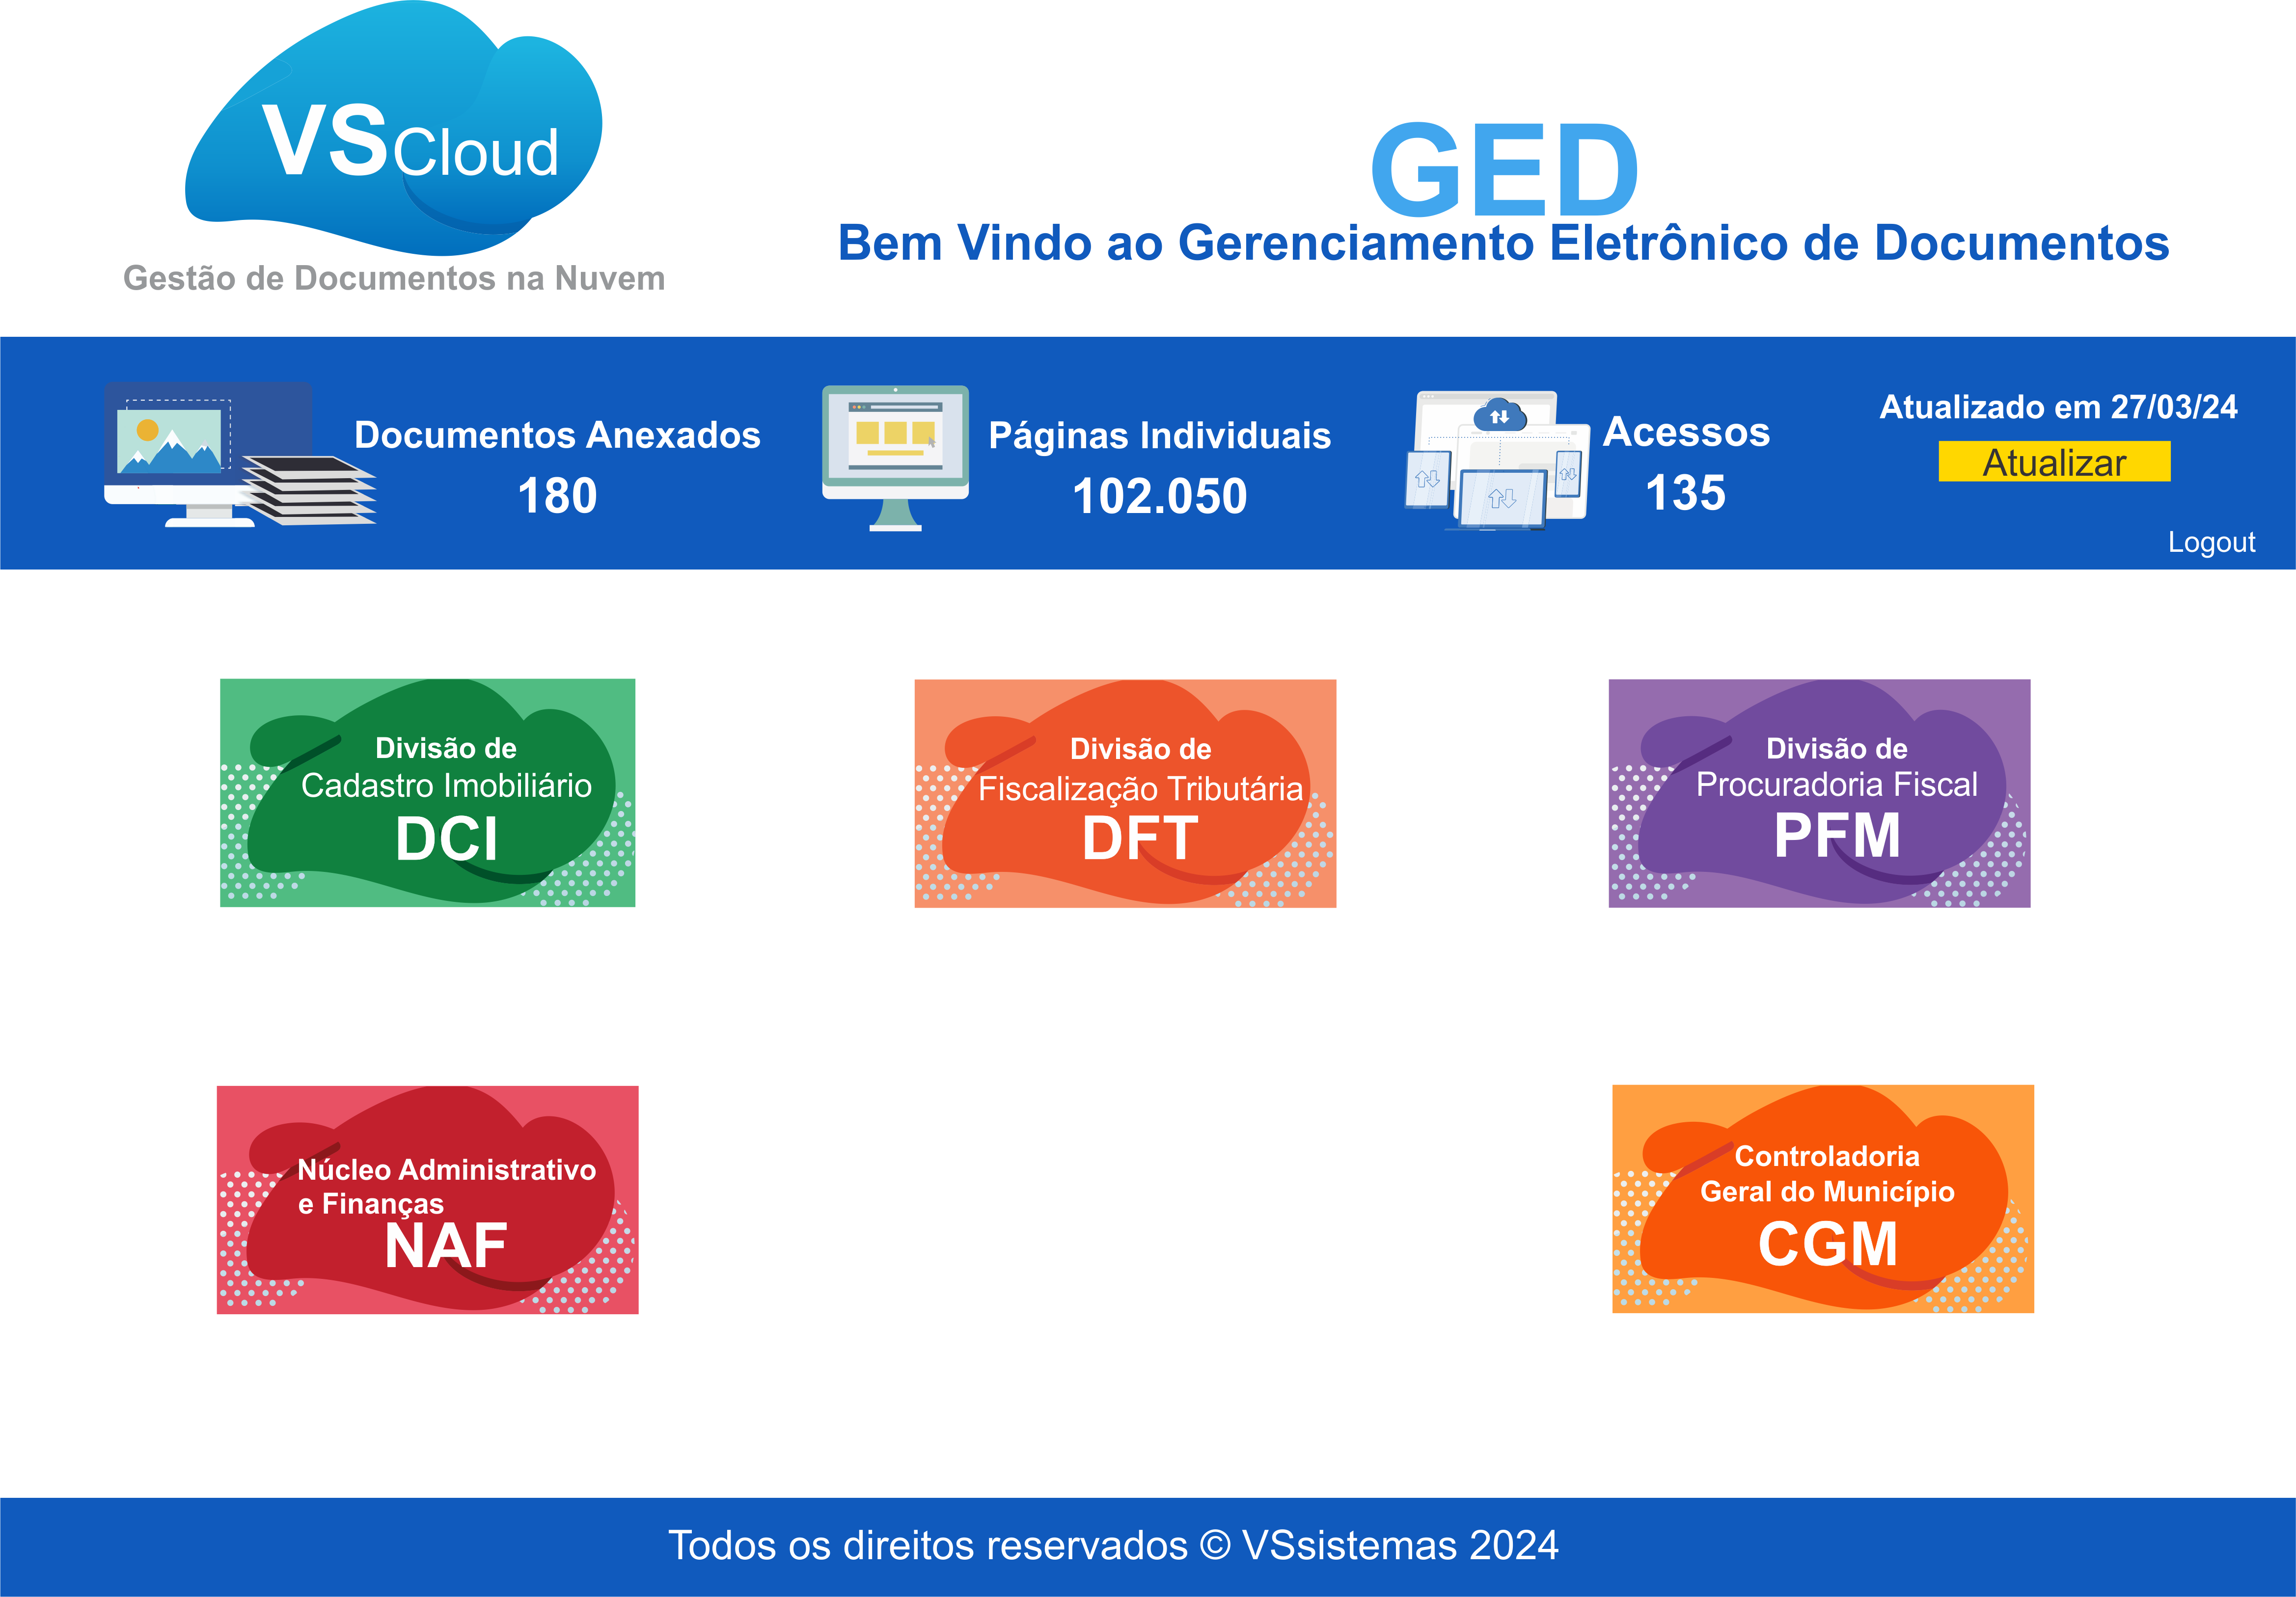 VS Cloud
Gestão de Documentos na Nuvem
GED
Bem Vindo ao Gerenciamento Eletrônico de Documentos
Documentos Anexados
180
Páginas Individuais
102.050
Acessos
135
Atualizado em 27/03/24
Atualizar
Logout
Divisão de
Cadastro Imobiliário
DCI
Divisão de
Fiscalização Tributária
DFT
Divisão de
Procuradoria Fiscal
PFM
Núcleo Administrativo
e Finanças
NAF
Controladoria
Geral do Município
CGM
Todos os direitos reservados © VSsistemas 2024